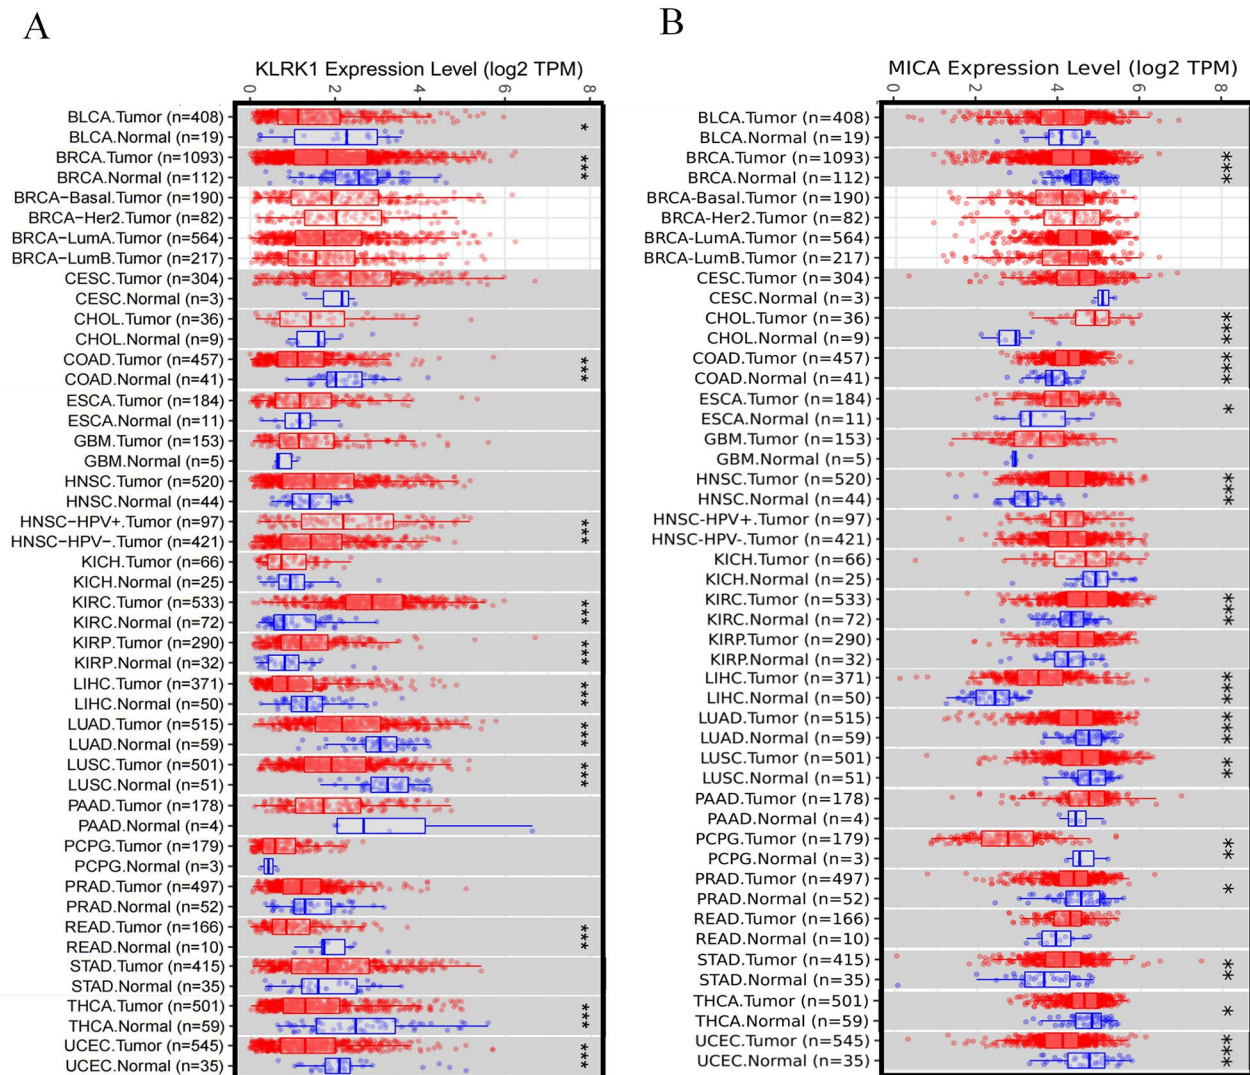 A
KLRK1 Expression Level (log2 TPM)
0 2 4 6 8
BLCA.Tumor (n=408) *
BLCA.Normal (n=19)
BRCA.Tumor (n=1093) ***
BRCA.Normal (n=112)
BRCA−Basal.Tumor (n=190)
BRCA−Her2.Tumor (n=82)
BRCA−LumA.Tumor (n=564)
BRCA−LumB.Tumor (n=217)
CESC.Tumor (n=304)
CESC.Normal (n=3)
CHOL.Tumor (n=36)
CHOL.Normal (n=9)
COAD.Tumor (n=457) ***
COAD.Normal (n=41)
ESCA.Tumor (n=184)
ESCA.Normal (n=11)
GBM.Tumor (n=153)
GBM.Normal (n=5)
HNSC.Tumor (n=520)
HNSC.Normal (n=44)
HNSC−HPV+.Tumor (n=97) ***
HNSC−HPV−.Tumor (n=421)
KICH.Tumor (n=66)
KICH.Normal (n=25)
KIRC.Tumor (n=533) ***
KIRC.Normal (n=72)
KIRP.Tumor (n=290) ***
KIRP.Normal (n=32)
LIHC.Tumor (n=371) ***
LIHC.Normal (n=50)
LUAD.Tumor (n=515) ***
LUAD.Normal (n=59)
LUSC.Tumor (n=501) ***
LUSC.Normal (n=51)
PAAD.Tumor (n=178)
PAAD.Normal (n=4)
PCPG.Tumor (n=179)
PCPG.Normal (n=3)
PRAD.Tumor (n=497)
PRAD.Normal (n=52)
READ.Tumor (n=166) ***
READ.Normal (n=10)
STAD.Tumor (n=415)
STAD.Normal (n=35)
THCA.Tumor (n=501) ***
THCA.Normal (n=59)
UCEC.Tumor (n=545) ***
UCEC.Normal (n=35)
B
MICA Expression Level (log2 TPM)
0 2 4 6 8
BLCA.Tumor (n=408)
BLCA.Normal (n=19)
BRCA.Tumor (n=1093) ***
BRCA.Normal (n=112)
BRCA-Basal.Tumor (n=190)
BRCA-Her2.Tumor (n=82)
BRCA-LumA.Tumor (n=564)
BRCA-LumB.Tumor (n=217)
CESC.Tumor (n=304)
CESC.Normal (n=3)
CHOL.Tumor (n=36) ***
CHOL.Normal (n=9)
COAD.Tumor (n=457) ***
COAD.Normal (n=41)
ESCA.Tumor (n=184) *
ESCA.Normal (n=11)
GBM.Tumor (n=153)
GBM.Normal (n=5)
HNSC.Tumor (n=520) ***
HNSC.Normal (n=44)
HNSC-HPV+.Tumor (n=97)
HNSC-HPV-.Tumor (n=421)
KICH.Tumor (n=66)
KICH.Normal (n=25)
KIRC.Tumor (n=533) ***
KIRC.Normal (n=72)
KIRP.Tumor (n=290)
KIRP.Normal (n=32)
LIHC.Tumor (n=371) ***
LIHC.Normal (n=50)
LUAD.Tumor (n=515) ***
LUAD.Normal (n=59)
LUSC.Tumor (n=501) **
LUSC.Normal (n=51)
PAAD.Tumor (n=178)
PAAD.Normal (n=4)
PCPG.Tumor (n=179) **
PCPG.Normal (n=3)
PRAD.Tumor (n=497) *
PRAD.Normal (n=52)
READ.Tumor (n=166)
READ.Normal (n=10)
STAD.Tumor (n=415) **
STAD.Normal (n=35)
THCA.Tumor (n=501) *
THCA.Normal (n=59)
UCEC.Tumor (n=545) ***
UCEC.Normal (n=35)